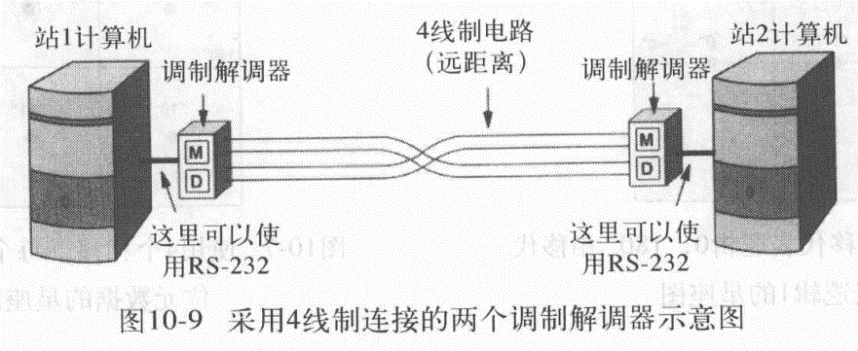 站1计算机
调制解调器
4线制电路
(远距离)
调制解调器
站2计算机
M
D
M
D
这里可以使
用RS-232
这里可以使
用RS-232
图10-9 采用4线制连接的两个调制解调器示意图